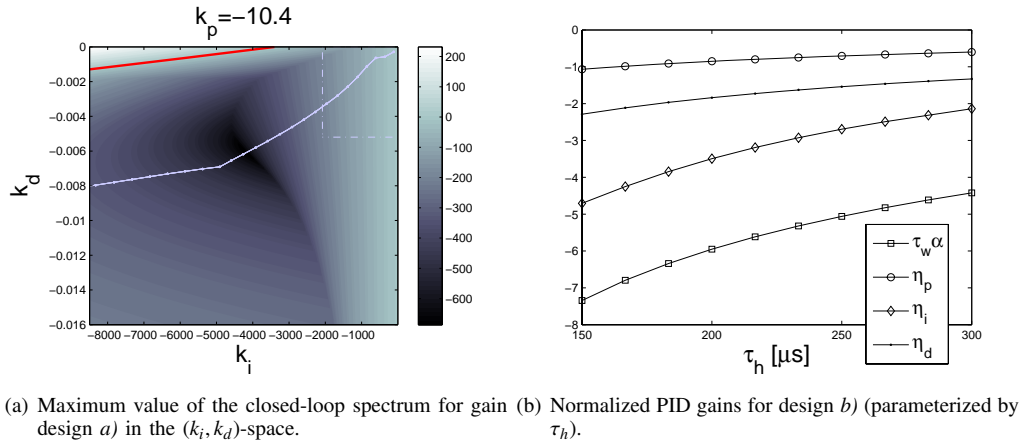 k_p=−10.4
0
−0.002
−0.004
−0.006
−0.008
−0.01
−0.012
−0.014
−0.016
k_d
−8000 −7000 −6000 −5000 −4000 −3000 −2000 −1000
k_i
200
100
0
−100
−200
−300
−400
−500
−600
0
−1
−2
−3
−4
−5
−6
−7
−8
150 200 250 300
τ_h [μs]
τ_w α
η_p
η_i
η_d
(a) Maximum value of the closed-loop spectrum for gain
design a) in the (k_i, k_d)-space.
(b) Normalized PID gains for design b) (parameterized by
τ_h).